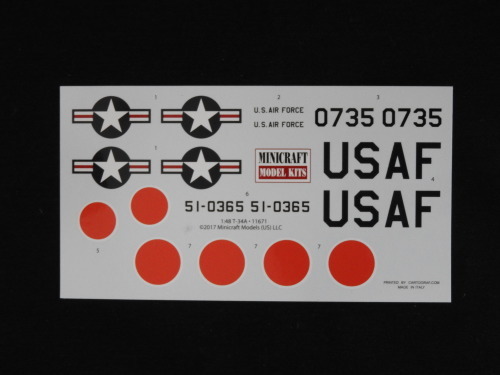 1
2
3
U.S. AIR FORCE
U.S. AIR FORCE
0735 0735
1
MINICRAFT
MODEL KITS
USAF
4
USAF
6
51-0365 51-0365
1:48 T-34A • 11671
©2017 Minicraft Models (US) LLC
5
7
7
7
7
PRINTED BY CARTOGRAF.COM
MADE IN ITALY